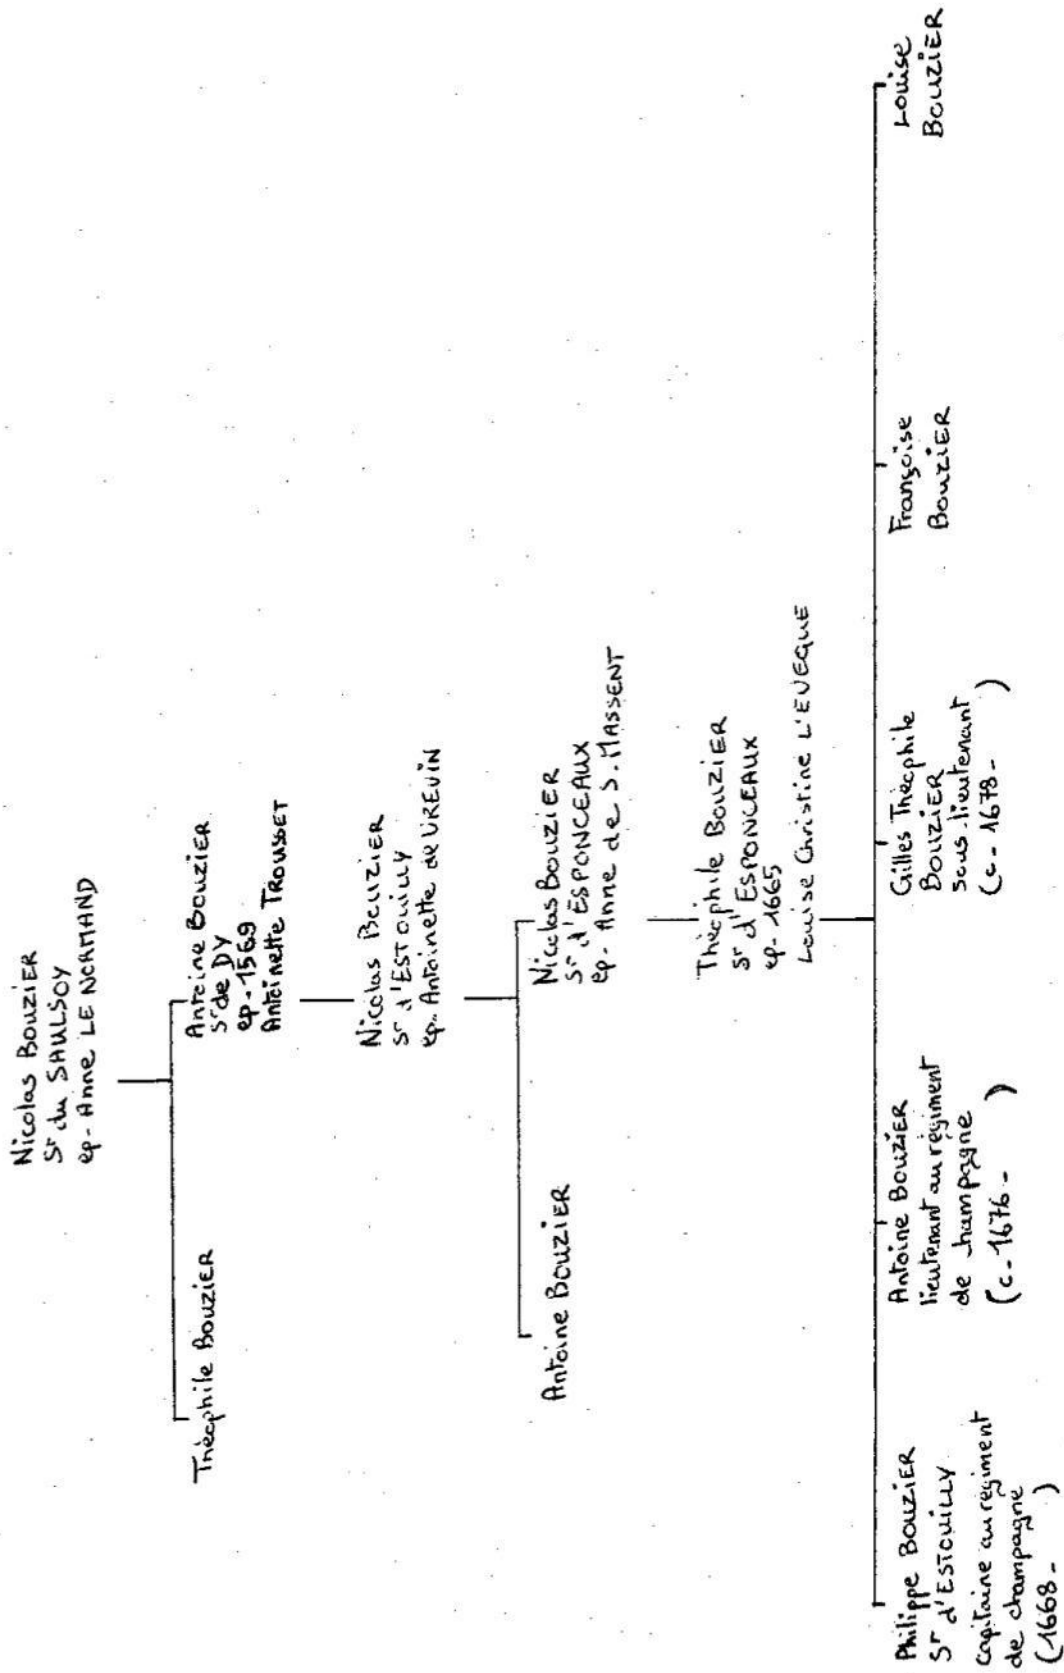 Nicolas BOUZIER
Sr du SAULSOY
ep. Anne LE NORMAND
Théophile BOUZIER
Antoine BOUZIER
Sr de DY
ep. 1569
Antoinette TROUSSET
Nicolas BOUZIER
Sr d'ESTOUILLY
ep. Antoinette de VREVIN
Antoine BOUZIER
Nicolas BOUZIER
Sr d'ESPONCEAUX
ep. Anne de S. MASSENT
Théophile BOUZIER
Sr d'ESPONCEAUX
ep. 1665
Louise Christine L'EVEQUE
Philippe BOUZIER
Sr d'ESTOUILLY
capitaine au régiment
de champagne
(1668- )
Antoine BOUZIER
lieutenant au régiment
de champagne
(c. 1676- )
Gilles Théophile
BOUZIER
sous-lieutenant
(c. 1678- )
Françoise
BOUZIER
Louise
BOUZIER